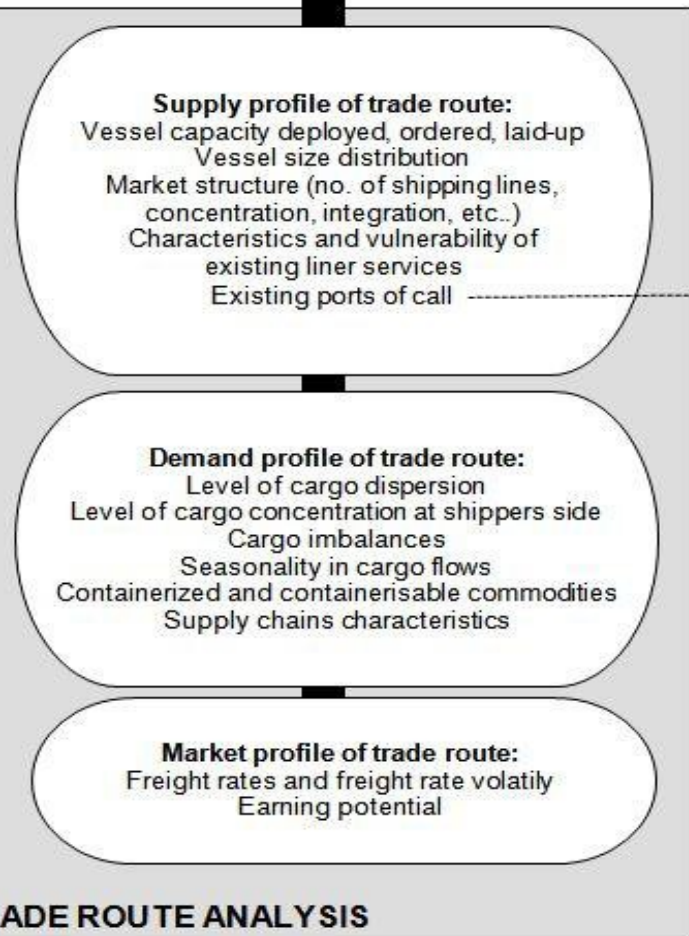 Supply profile of trade route:
Vessel capacity deployed, ordered, laid-up
Vessel size distribution
Market structure (no. of shipping lines,
concentration, integration, etc..)
Characteristics and vulnerability of
existing liner services
Existing ports of call
Demand profile of trade route:
Level of cargo dispersion
Level of cargo concentration at shippers side
Cargo imbalances
Seasonality in cargo flows
Containerized and containerisable commodities
Supply chains characteristics
Market profile of trade route:
Freight rates and freight rate volatily
Earning potential
ADE ROUTE ANALYSIS